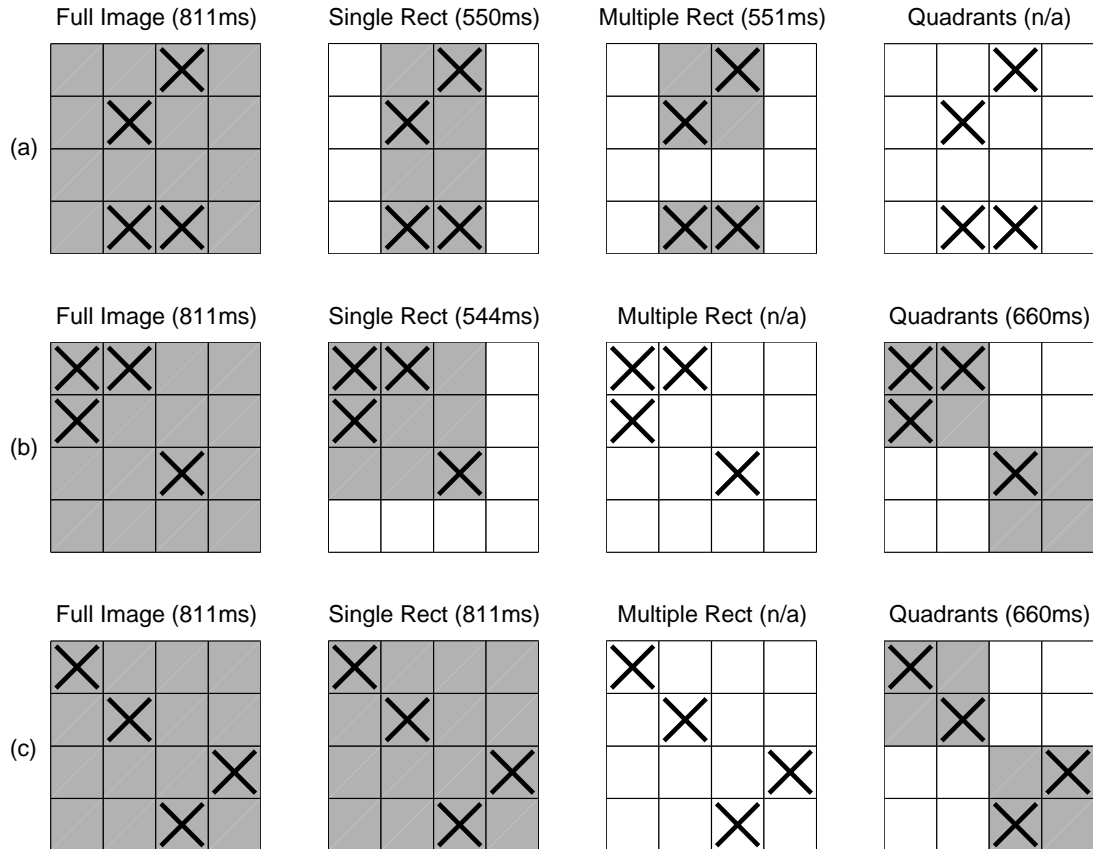 Full Image (811ms) Single Rect (550ms) Multiple Rect (551ms) Quadrants (n/a)
(a)
Full Image (811ms) Single Rect (544ms) Multiple Rect (n/a) Quadrants (660ms)
(b)
Full Image (811ms) Single Rect (811ms) Multiple Rect (n/a) Quadrants (660ms)
(c)